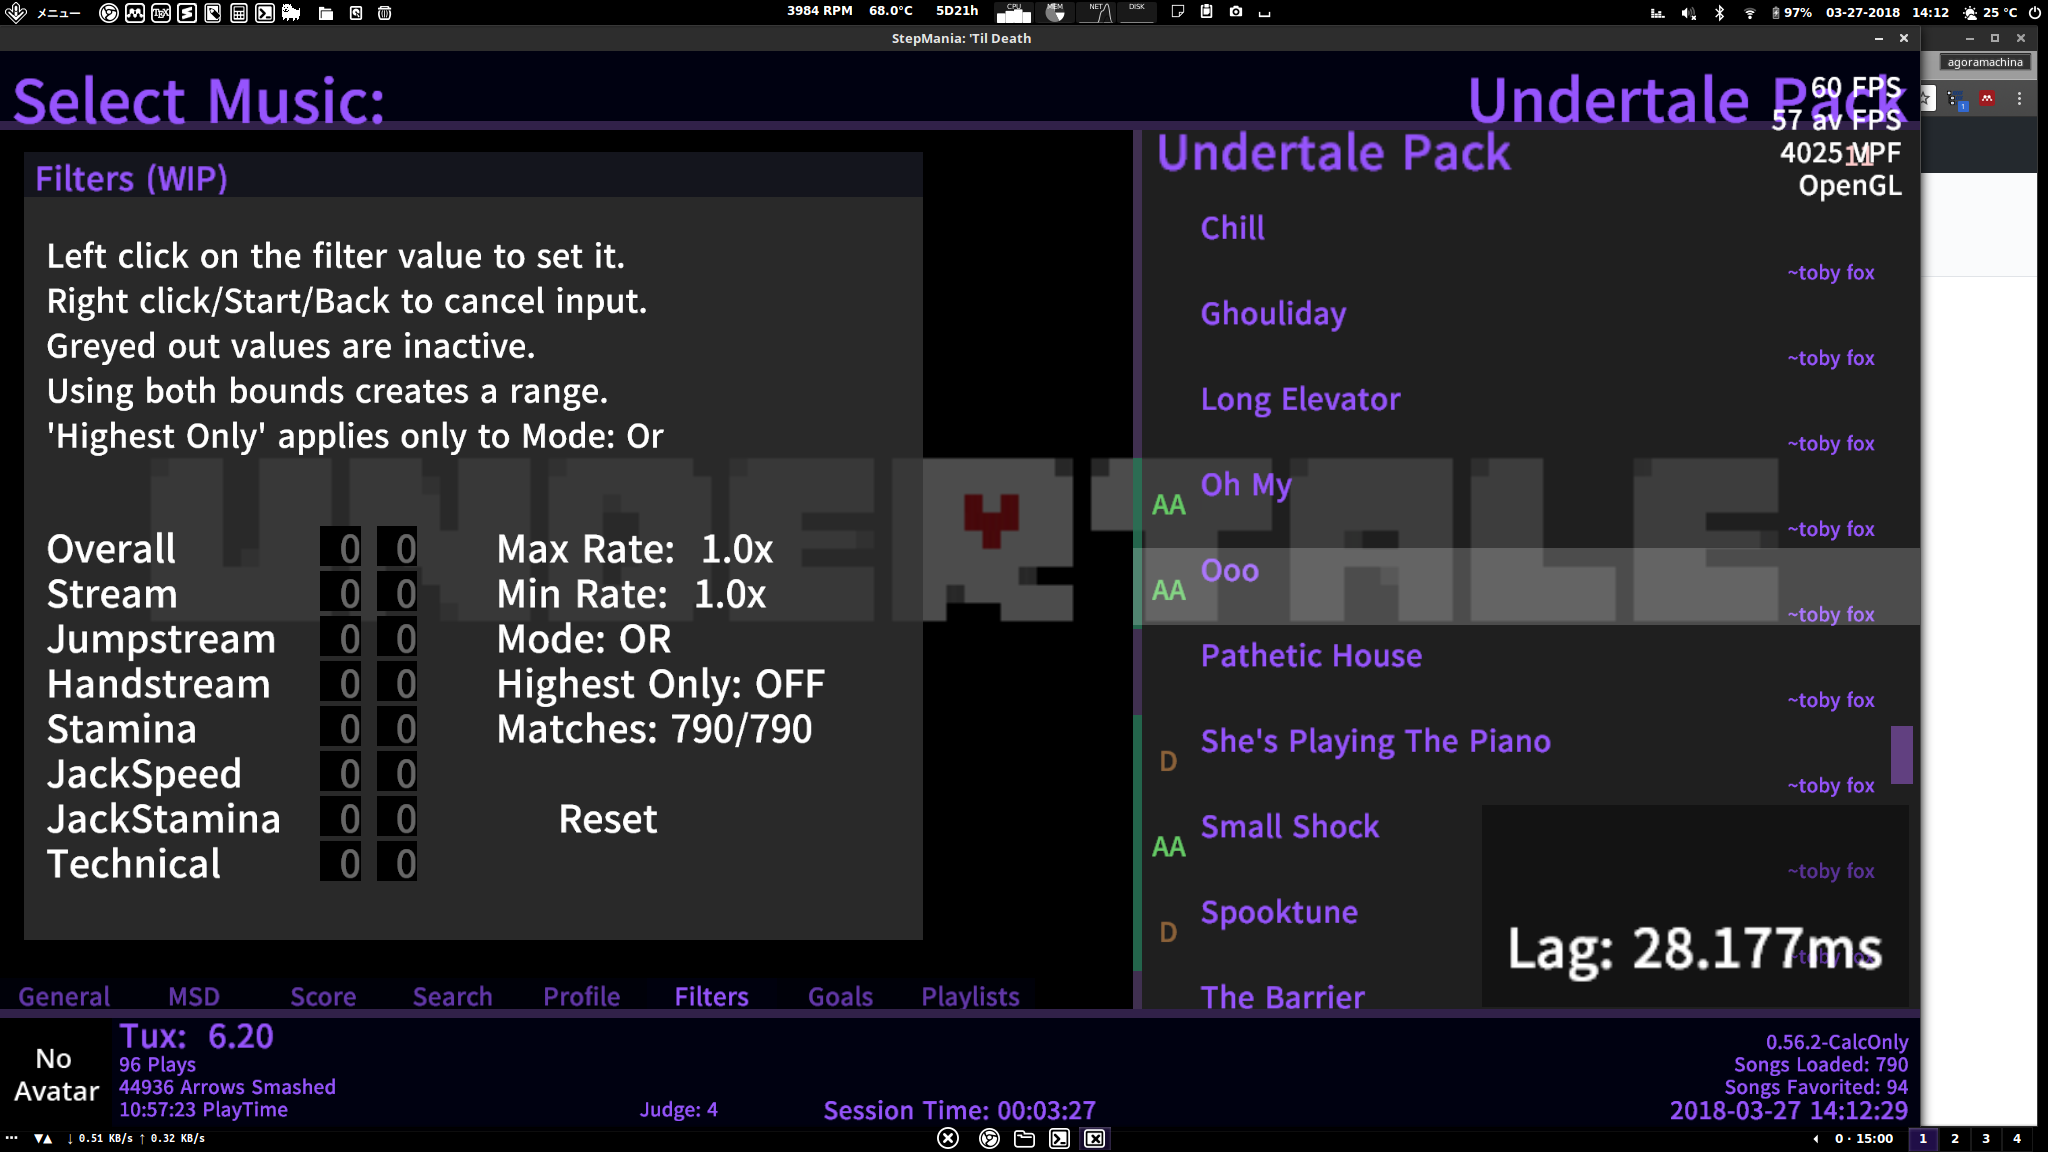 メニュー
3984 RPM 68.0°C 5D21h CPU MEM NET DISK
97% 03-27-2018 14:12 25 °C
StepMania: 'Til Death
agoramachina
Select Music:
Undertale Pack
60 FPS
57 av FPS
4025 MPF
OpenGL
Filters (WIP)
Left click on the filter value to set it.
Right click/Start/Back to cancel input.
Greyed out values are inactive.
Using both bounds creates a range.
'Highest Only' applies only to Mode: Or
UNDERTALE
Overall 0 0
Stream 0 0
Jumpstream 0 0
Handstream 0 0
Stamina 0 0
JackSpeed 0 0
JackStamina 0 0
Technical 0 0
Max Rate: 1.0x
Min Rate: 1.0x
Mode: OR
Highest Only: OFF
Matches: 790/790
Reset
Undertale Pack 11
Chill
~toby fox
Ghouliday
~toby fox
Long Elevator
~toby fox
AA Oh My
~toby fox
AA Ooo
~toby fox
Pathetic House
~toby fox
D She's Playing The Piano
~toby fox
AA Small Shock
~toby fox
D Spooktune
~toby fox
The Barrier
Lag: 28.177ms
General MSD Score Search Profile Filters Goals Playlists
No Avatar
Tux: 6.20
96 Plays
44936 Arrows Smashed
10:57:23 PlayTime
Judge: 4
Session Time: 00:03:27
0.56.2-CalcOnly
Songs Loaded: 790
Songs Favorited: 94
2018-03-27 14:12:29
↓ 0.51 KB/s ↑ 0.32 KB/s
0 · 15:00 1 2 3 4